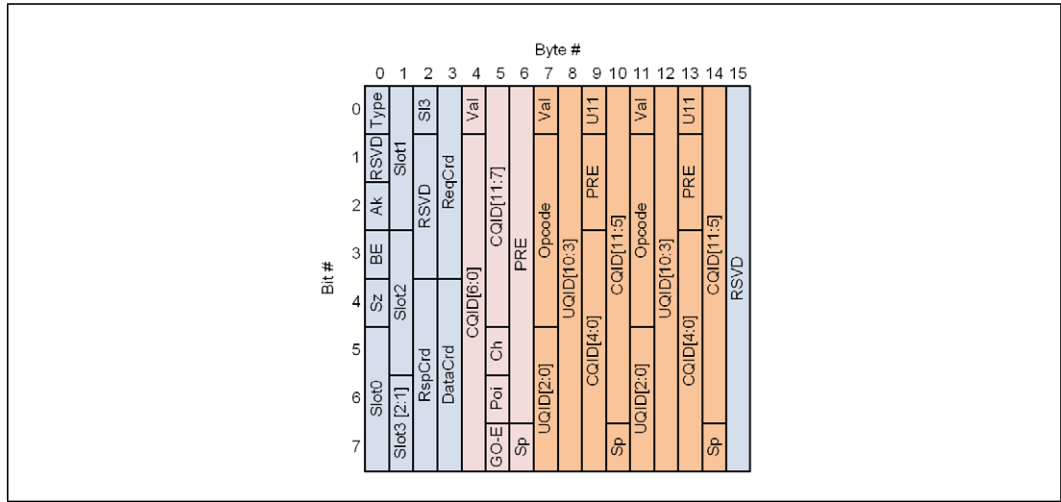 Byte #
0 1 2 3 4 5 6 7 8 9 10 11 12 13 14 15
Bit #
0
1
2
3
4
5
6
7
Type
RSVD
Ak
BE
Sz
Slot0
Slot1
Slot2
Slot3 [2:1]
SI3
RSVD
RspCrd
ReqCrd
DataCrd
Val
CQID[6:0]
CQID[11:7]
Ch
Poi
GO-E
PRE
Sp
Val
Opcode
UQID[2:0]
UQID[10:3]
U11
PRE
CQID[4:0]
CQID[11:5]
Sp
Val
Opcode
UQID[2:0]
UQID[10:3]
U11
PRE
CQID[4:0]
CQID[11:5]
Sp
RSVD